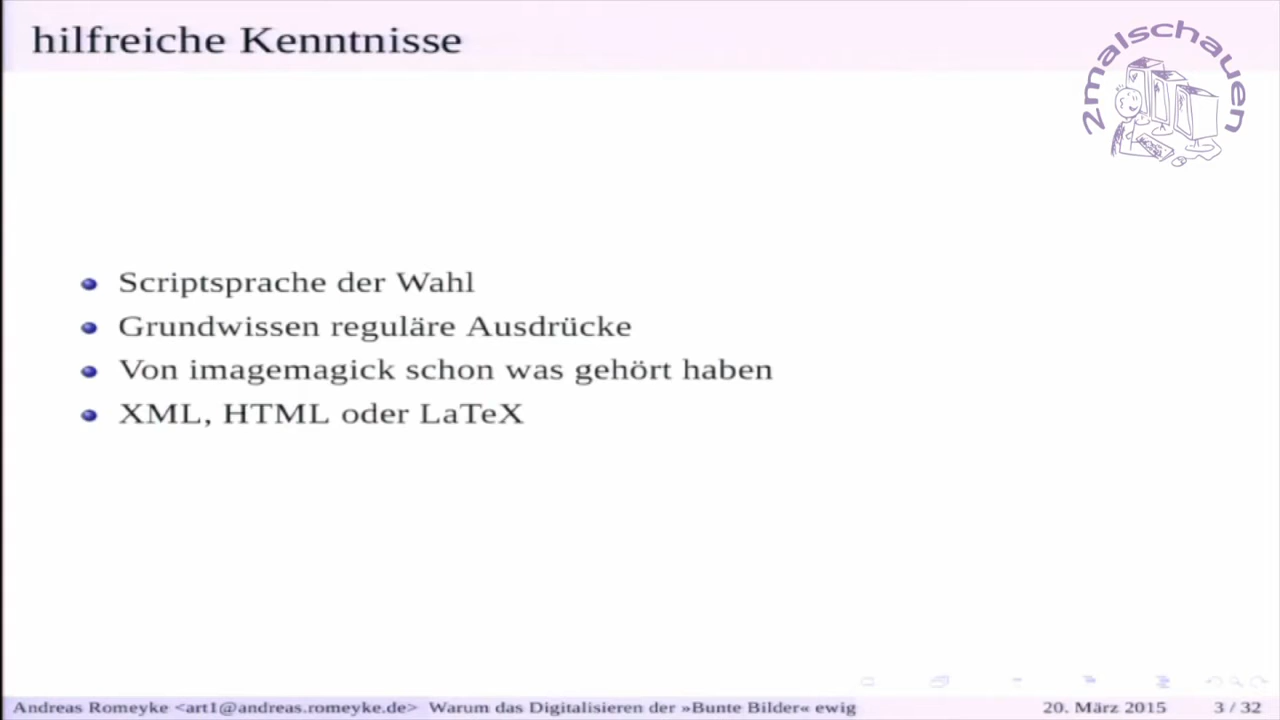 hilfreiche Kenntnisse
2malschauen
Scriptsprache der Wahl
Grundwissen reguläre Ausdrücke
Von imagemagick schon was gehört haben
XML, HTML oder LaTeX
Andreas Romeyke <art1@andreas.romeyke.de> Warum das Digitalisieren der »Bunte Bilder« ewig 20. März 2015 3 / 32